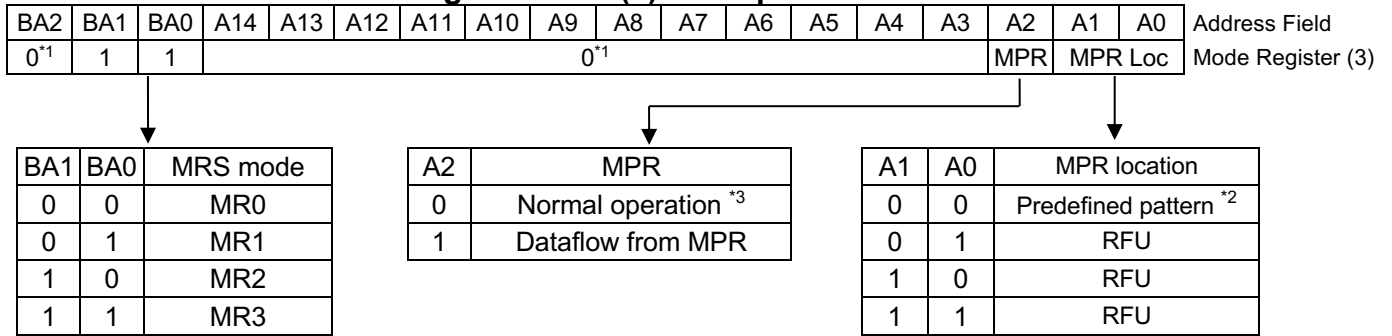 BA2 BA1 BA0 A14 A13 A12 A11 A10 A9 A8 A7 A6 A5 A4 A3 A2 A1 A0 Address Field
0*1 1 1 0*1 MPR MPR Loc Mode Register (3)
BA1 BA0 MRS mode
0 0 MR0
0 1 MR1
1 0 MR2
1 1 MR3
A2 MPR
0 Normal operation *3
1 Dataflow from MPR
A1 A0 MPR location
0 0 Predefined pattern *2
0 1 RFU
1 0 RFU
1 1 RFU